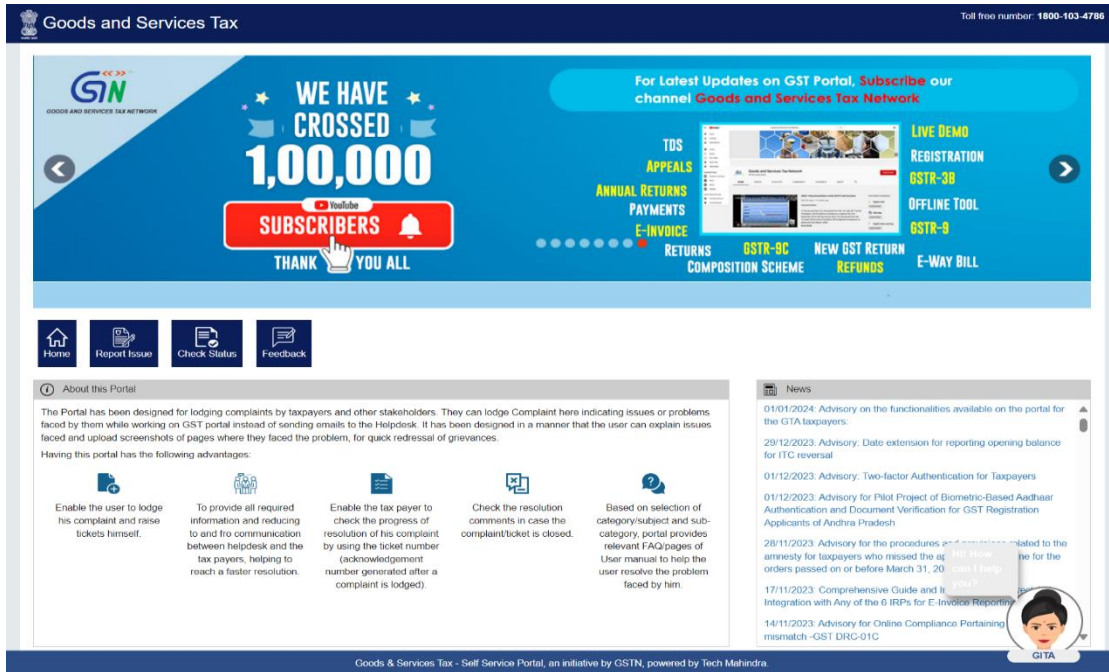 Goods and Services Tax
Toll free number: 1800-103-4786
GSTN
GOODS AND SERVICES TAX NETWORK
WE HAVE
CROSSED
1,00,000
YouTube
SUBSCRIBERS
THANK YOU ALL
For Latest Updates on GST Portal, Subscribe our
channel Goods and Services Tax Network
TDS
APPEALS
ANNUAL RETURNS
PAYMENTS
E-INVOICE
RETURNS
COMPOSITION SCHEME
GSTR-9C
NEW GST RETURN
REFUNDS
LIVE DEMO
REGISTRATION
GSTR-3B
OFFLINE TOOL
GSTR-9
E-WAY BILL
Home
Report Issue
Check Status
Feedback
About this Portal
The Portal has been designed for lodging complaints by taxpayers and other stakeholders. They can lodge Complaint here indicating issues or problems
faced by them while working on GST portal instead of sending emails to the Helpdesk. It has been designed in a manner that the user can explain issues
faced and upload screenshots of pages where they faced the problem, for quick redressal of grievances.
Having this portal has the following advantages:
Enable the user to lodge
his complaint and raise
tickets himself.
To provide all required
information and reducing
to and fro communication
between helpdesk and the
tax payers, helping to
reach a faster resolution.
Enable the tax payer to
check the progress of
resolution of his complaint
by using the ticket number
(acknowledgement
number generated after a
complaint is lodged).
Check the resolution
comments in case the
complaint/ticket is closed.
Based on selection of
category/subject and sub-
category, portal provides
relevant FAQ/pages of
User manual to help the
user resolve the problem
faced by him.
News
01/01/2024: Advisory on the functionalities available on the portal for
the GTA taxpayers:
29/12/2023: Advisory: Date extension for reporting opening balance
for ITC reversal
01/12/2023: Advisory: Two-factor Authentication for Taxpayers
01/12/2023: Advisory for Pilot Project of Biometric-Based Aadhaar
Authentication and Document Verification for GST Registration
Applicants of Andhra Pradesh
28/11/2023: Advisory for the procedures and provisions related to the
amnesty for taxpayers who missed the ap ne for the
orders passed on or before March 31, 20
17/11/2023: Comprehensive Guide and
Integration with Any of the 6 IRPs for E-Invoice Reporting
14/11/2023: Advisory for Online Compliance Pertaining
mismatch -GST DRC-01C
Hi! How
can I help
you?
GITA
Goods & Services Tax - Self Service Portal, an initiative by GSTN, powered by Tech Mahindra.